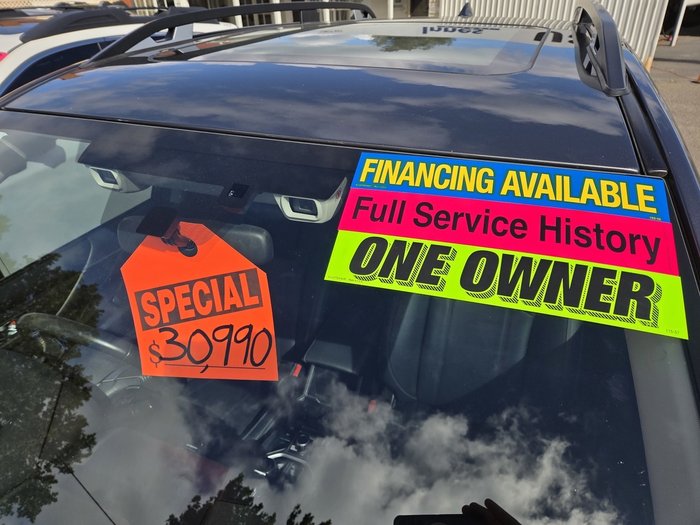 FINANCING AVAILABLE
Full Service History
ONE OWNER
SPECIAL
$30,990